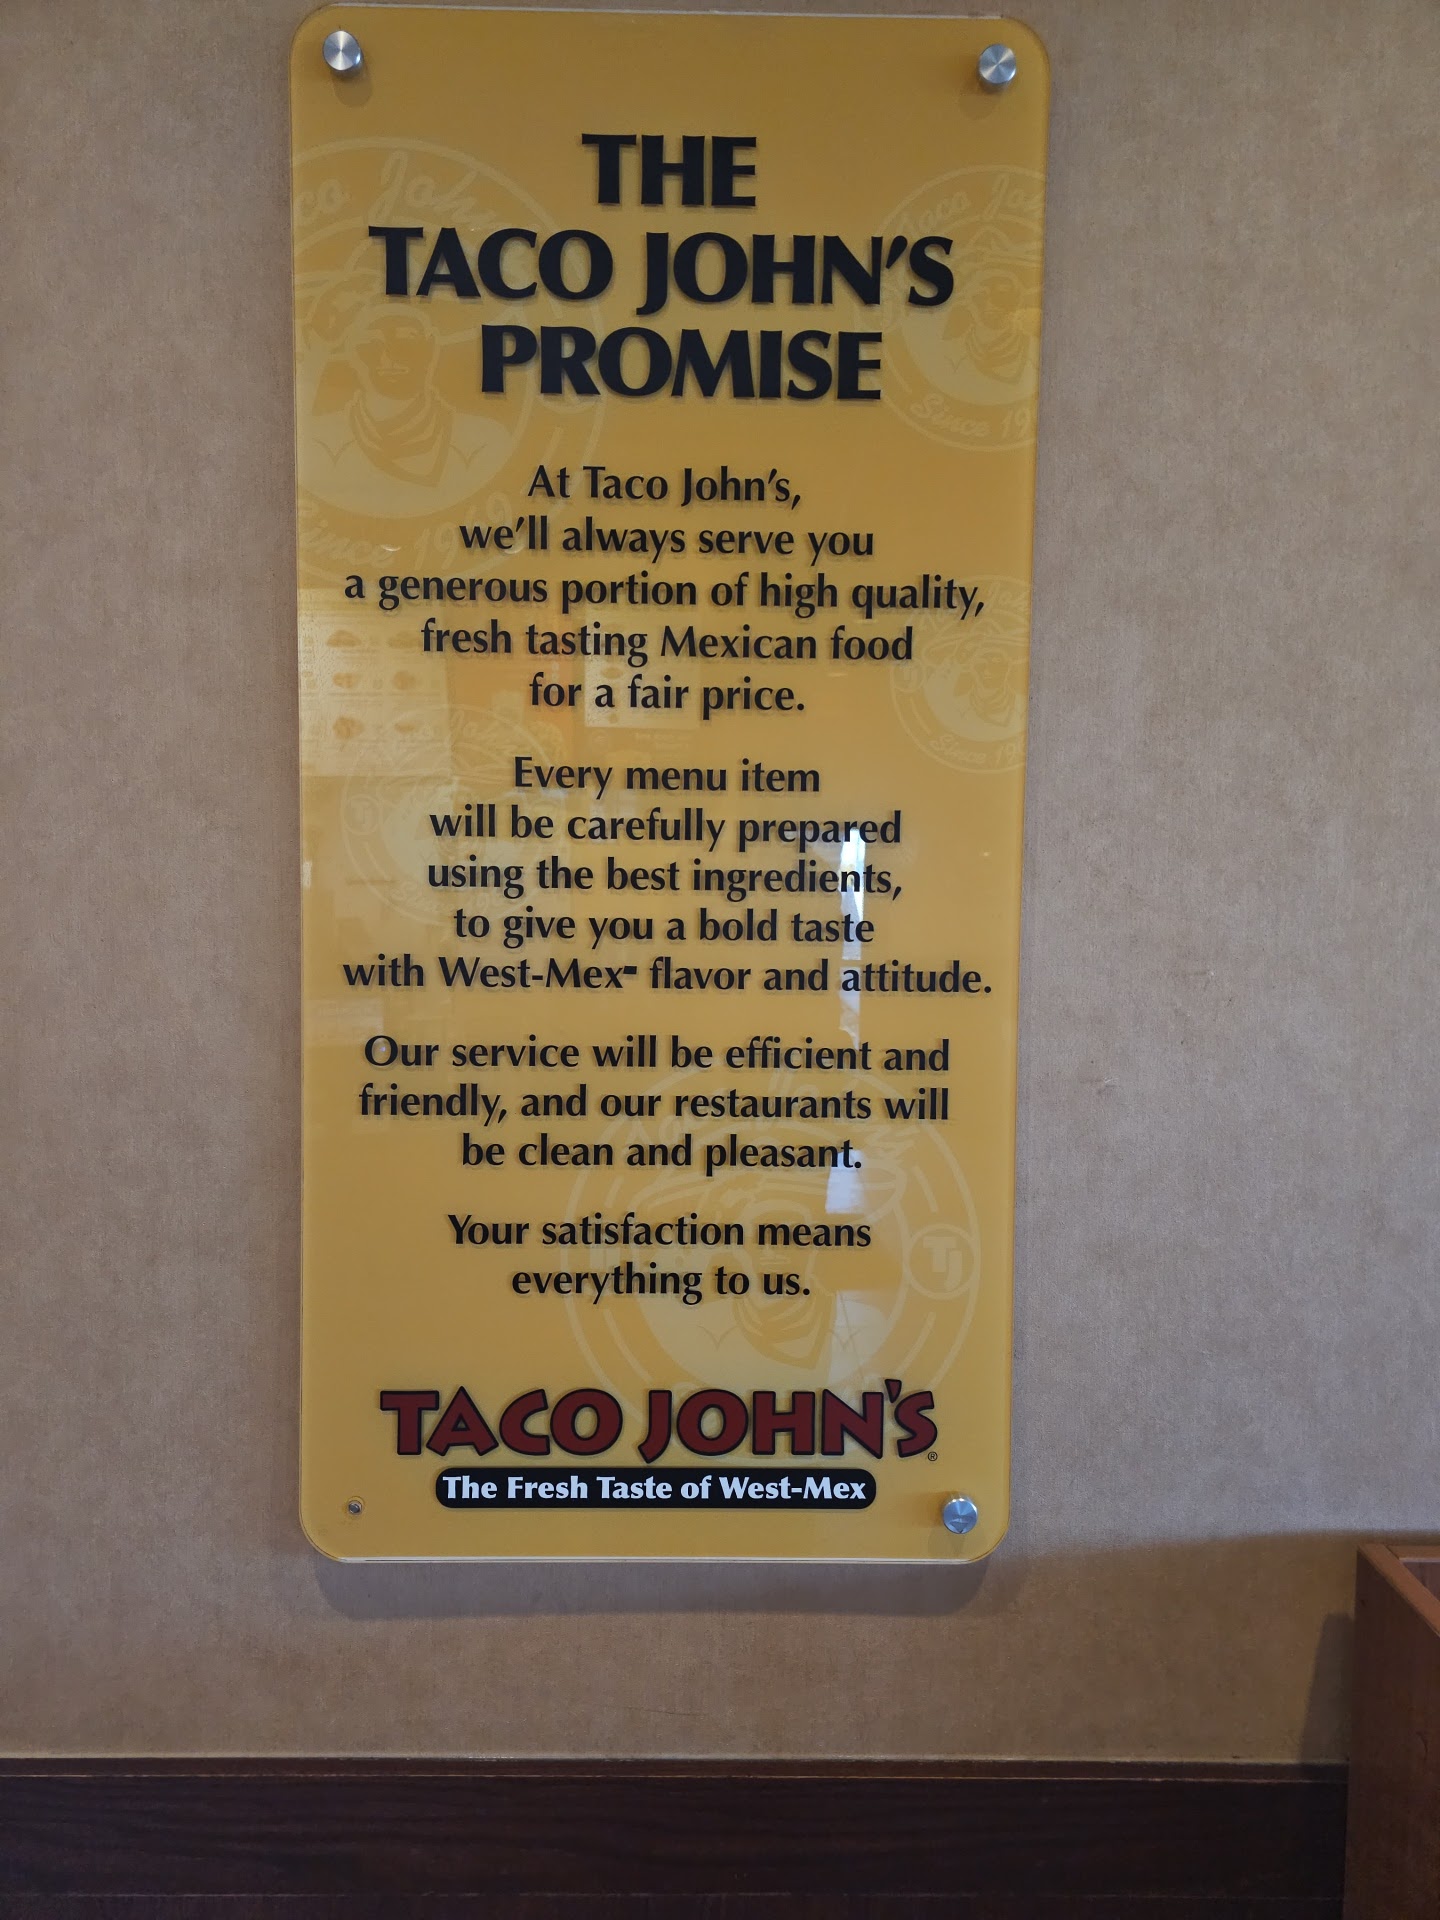 THE
TACO JOHN'S
PROMISE
At Taco John's,
we'll always serve you
a generous portion of high quality,
fresh tasting Mexican food
for a fair price.
Every menu item
will be carefully prepared
using the best ingredients,
to give you a bold taste
with West-Mex℠ flavor and attitude.
Our service will be efficient and
friendly, and our restaurants will
be clean and pleasant.
Your satisfaction means
everything to us.
TACO JOHN'S®
The Fresh Taste of West-Mex